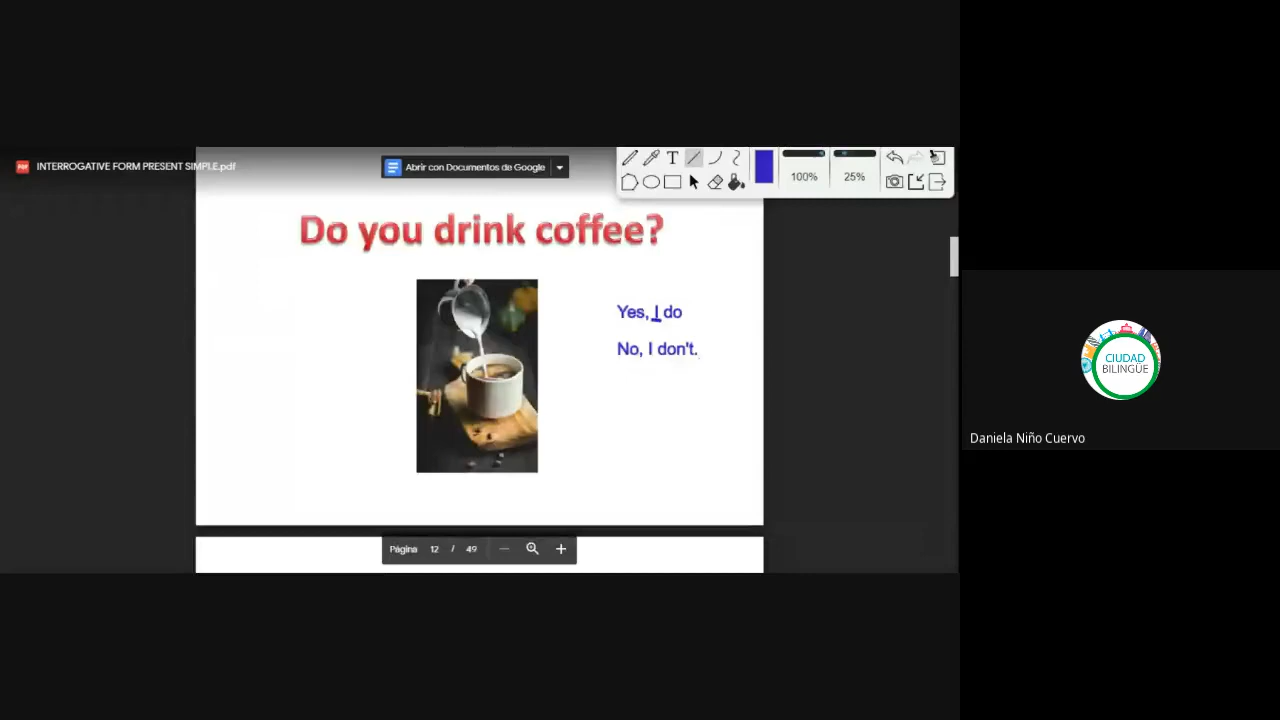 INTERROGATIVE FORM PRESENT SIMPLE.pdf
Abrir con Documentos de Google
T
100%
25%
Do you drink coffee?
Yes, I do
No, I don't.
CIUDAD
BILINGÜE
Daniela Niño Cuervo
Página 12 / 49